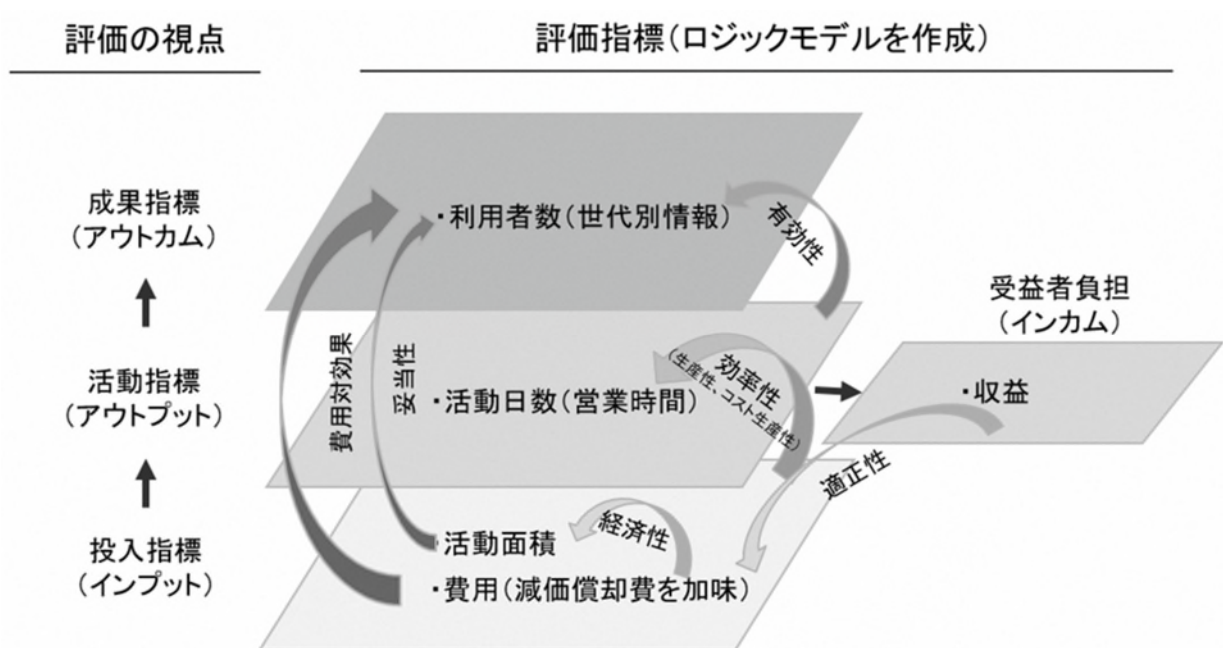 評価の視点
評価指標(ロジックモデルを作成)
成果指標
(アウトカム)
・利用者数(世代別情報)
有効性
受益者負担
(インカム)
費用対効果
妥当性
活動指標
(アウトプット)
・活動日数(営業時間)
効率性
(生産性、コスト生産性)
・収益
適正性
投入指標
(インプット)
・活動面積
経済性
・費用(減価償却費を加味)